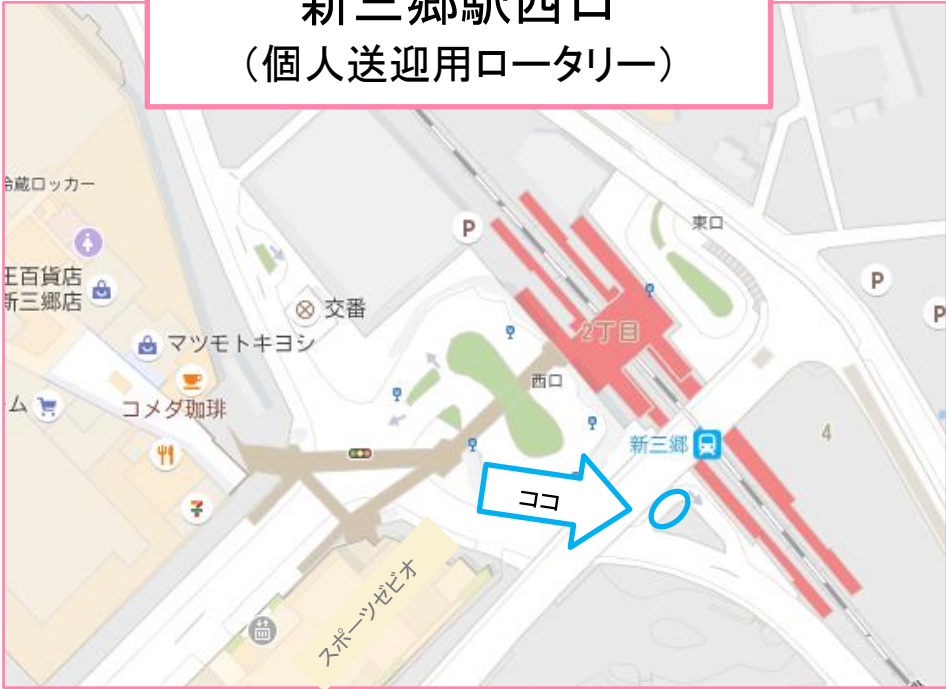 新三郷駅西口
（個人送迎用ロータリー）
冷蔵ロッカー
P
東口
王百貨店
新三郷店
P
P
交番
マツモトキヨシ
2丁目
西口
ム
コメダ珈琲
新三郷
4
7
ココ
スポーツゼビオ